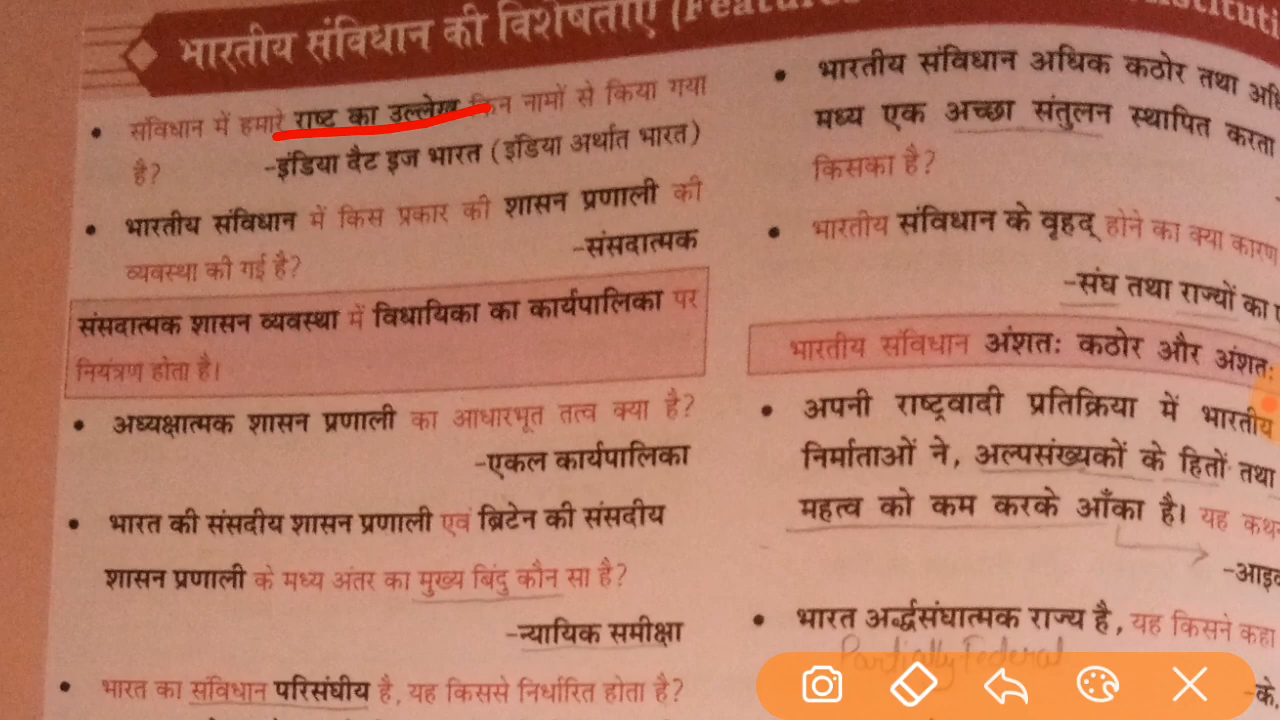 भारतीय संविधान की विशेषताएं
संविधान में हमारे राष्ट्र का उल्लेख किन नामों से किया गया
है? -इंडिया दैट इज भारत (इंडिया अर्थात भारत)
भारतीय संविधान में किस प्रकार की शासन प्रणाली की
व्यवस्था की गई है? -संसदात्मक
संसदात्मक शासन व्यवस्था में विधायिका का कार्यपालिका पर
नियंत्रण होता है।
अध्यक्षात्मक शासन प्रणाली का आधारभूत तत्व क्या है?
-एकल कार्यपालिका
भारत की संसदीय शासन प्रणाली एवं ब्रिटेन की संसदीय
शासन प्रणाली के मध्य अंतर का मुख्य बिंदु कौन सा है?
-न्यायिक समीक्षा
भारत का संविधान परिसंघीय है, यह किससे निर्धारित होता है?
भारतीय संविधान अधिक कठोर तथा
मध्य एक अच्छा संतुलन स्थापित करता
किसका है?
भारतीय संविधान के वृहद् होने का क्या कारण
-संघ तथा राज्यों का
भारतीय संविधान अंशतः कठोर और अंशतः
अपनी राष्ट्रवादी प्रतिक्रिया में भारतीय
निर्माताओं ने, अल्पसंख्यकों के हितों तथा
महत्व को कम करके आँका है। यह
भारत अर्द्धसंघात्मक राज्य है, यह किसने कहा
Partially Federal
-के.